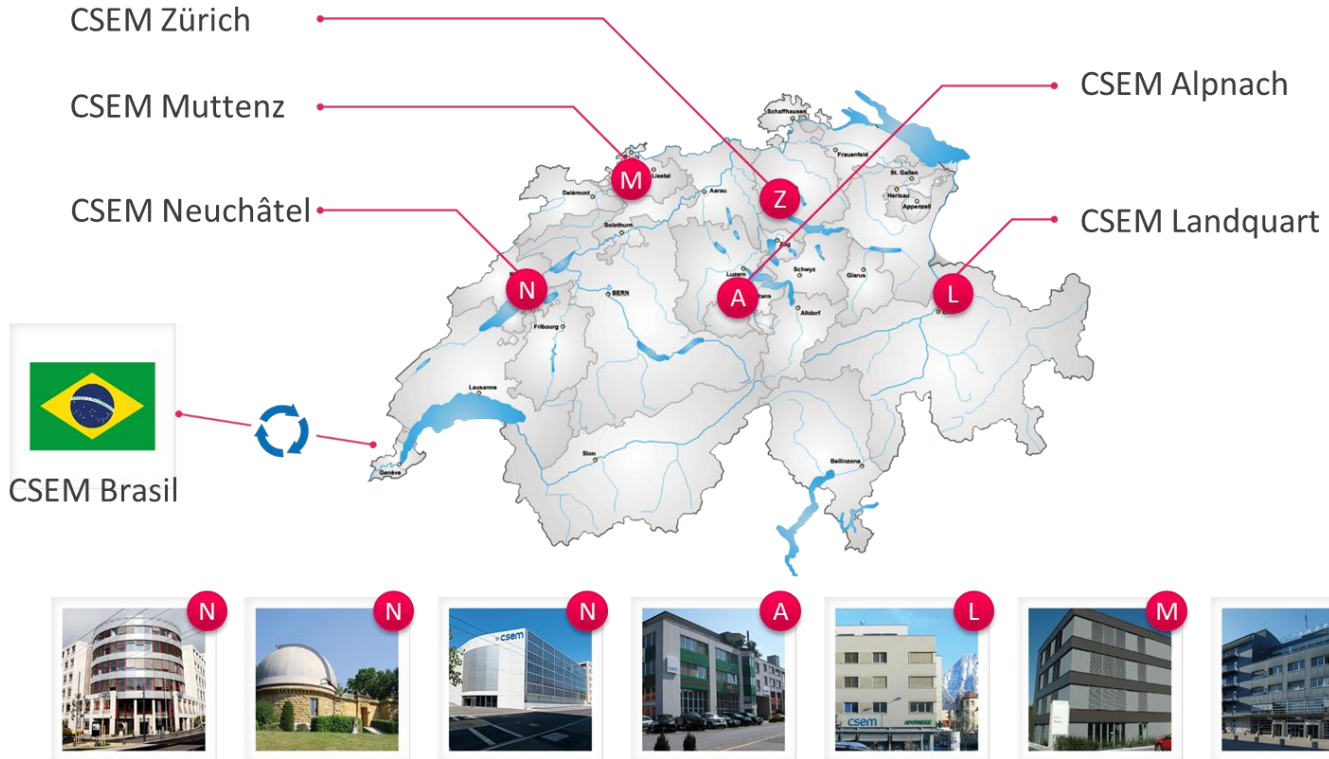 CSEM Zürich
CSEM Alpnach
CSEM Muttenz
CSEM Neuchâtel
CSEM Landquart
Schaffhausen
Frauenfeld
St. Gallen
Herisau
Appenzell
Liestal
M
Delémont
Aarau
Z
Solothurn
Zug
Luzern
Schwyz
Glarus
N
BERN
A
L
Altdorf
Fribourg
Lausanne
Sion
Bellinzona
Genève
CSEM Brasil
N
N
N
A
L
M
csem
csem
APOTHEKE